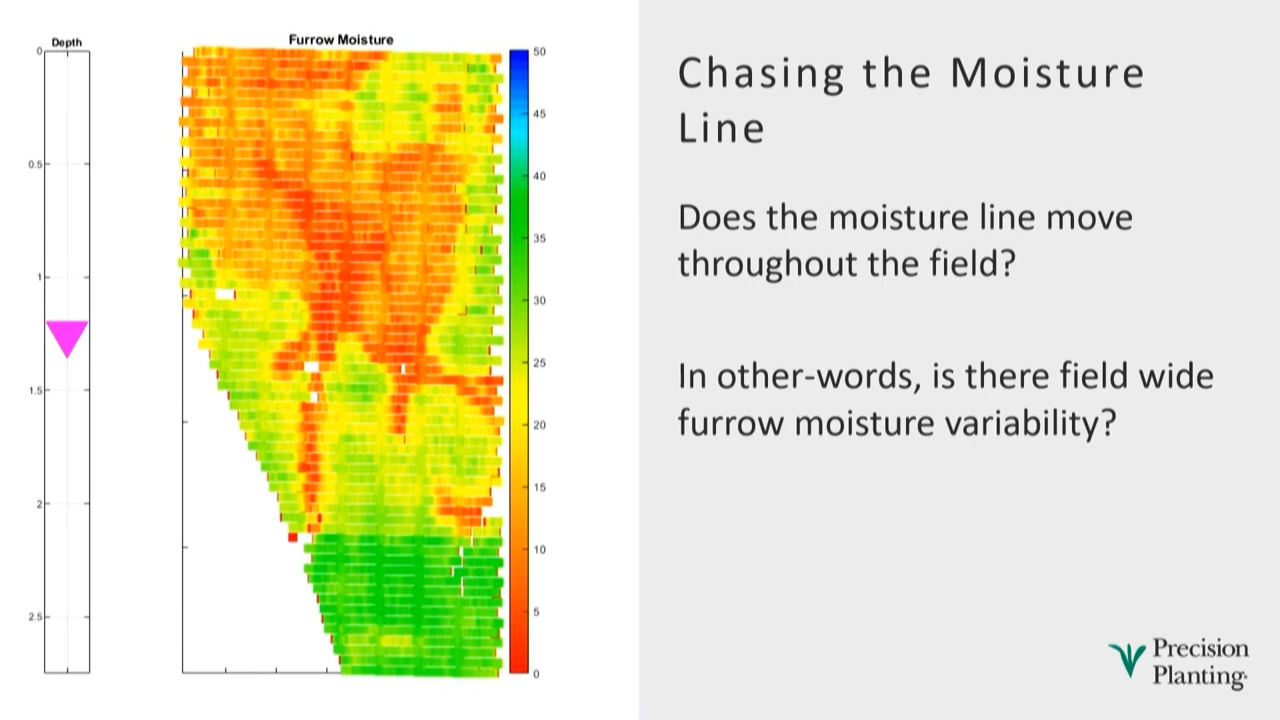 Depth
0
0.5
1
1.5
2
2.5
Furrow Moisture
50
45
40
35
30
25
20
15
10
5
0
Chasing the Moisture
Line
Does the moisture line move
throughout the field?
In other-words, is there field wide
furrow moisture variability?
Precision
Planting